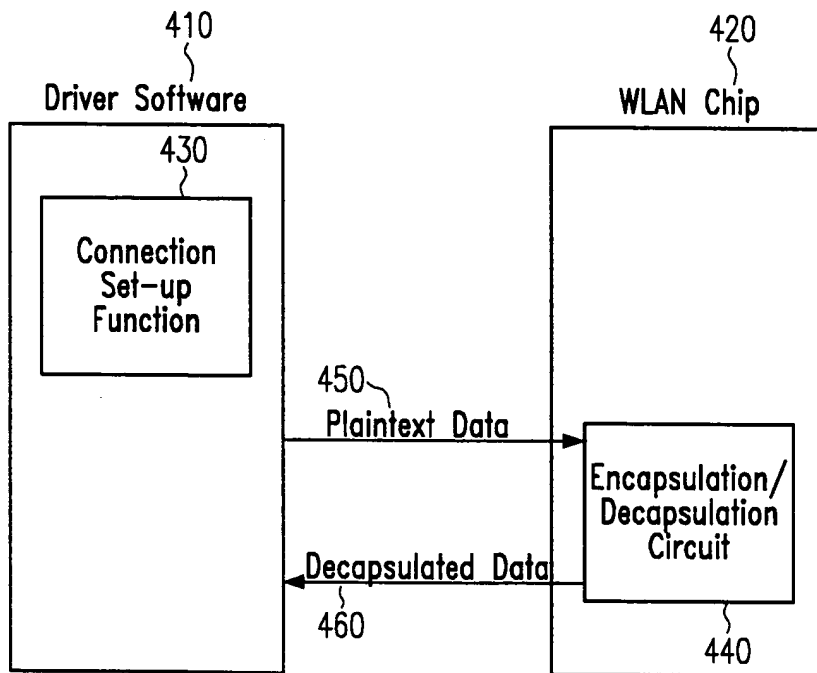 410
Driver Software
420
WLAN Chip
430
Connection
Set-up
Function
450
Plaintext Data
Encapsulation/
Decapsulation
Circuit
Decapsulated Data
460
440